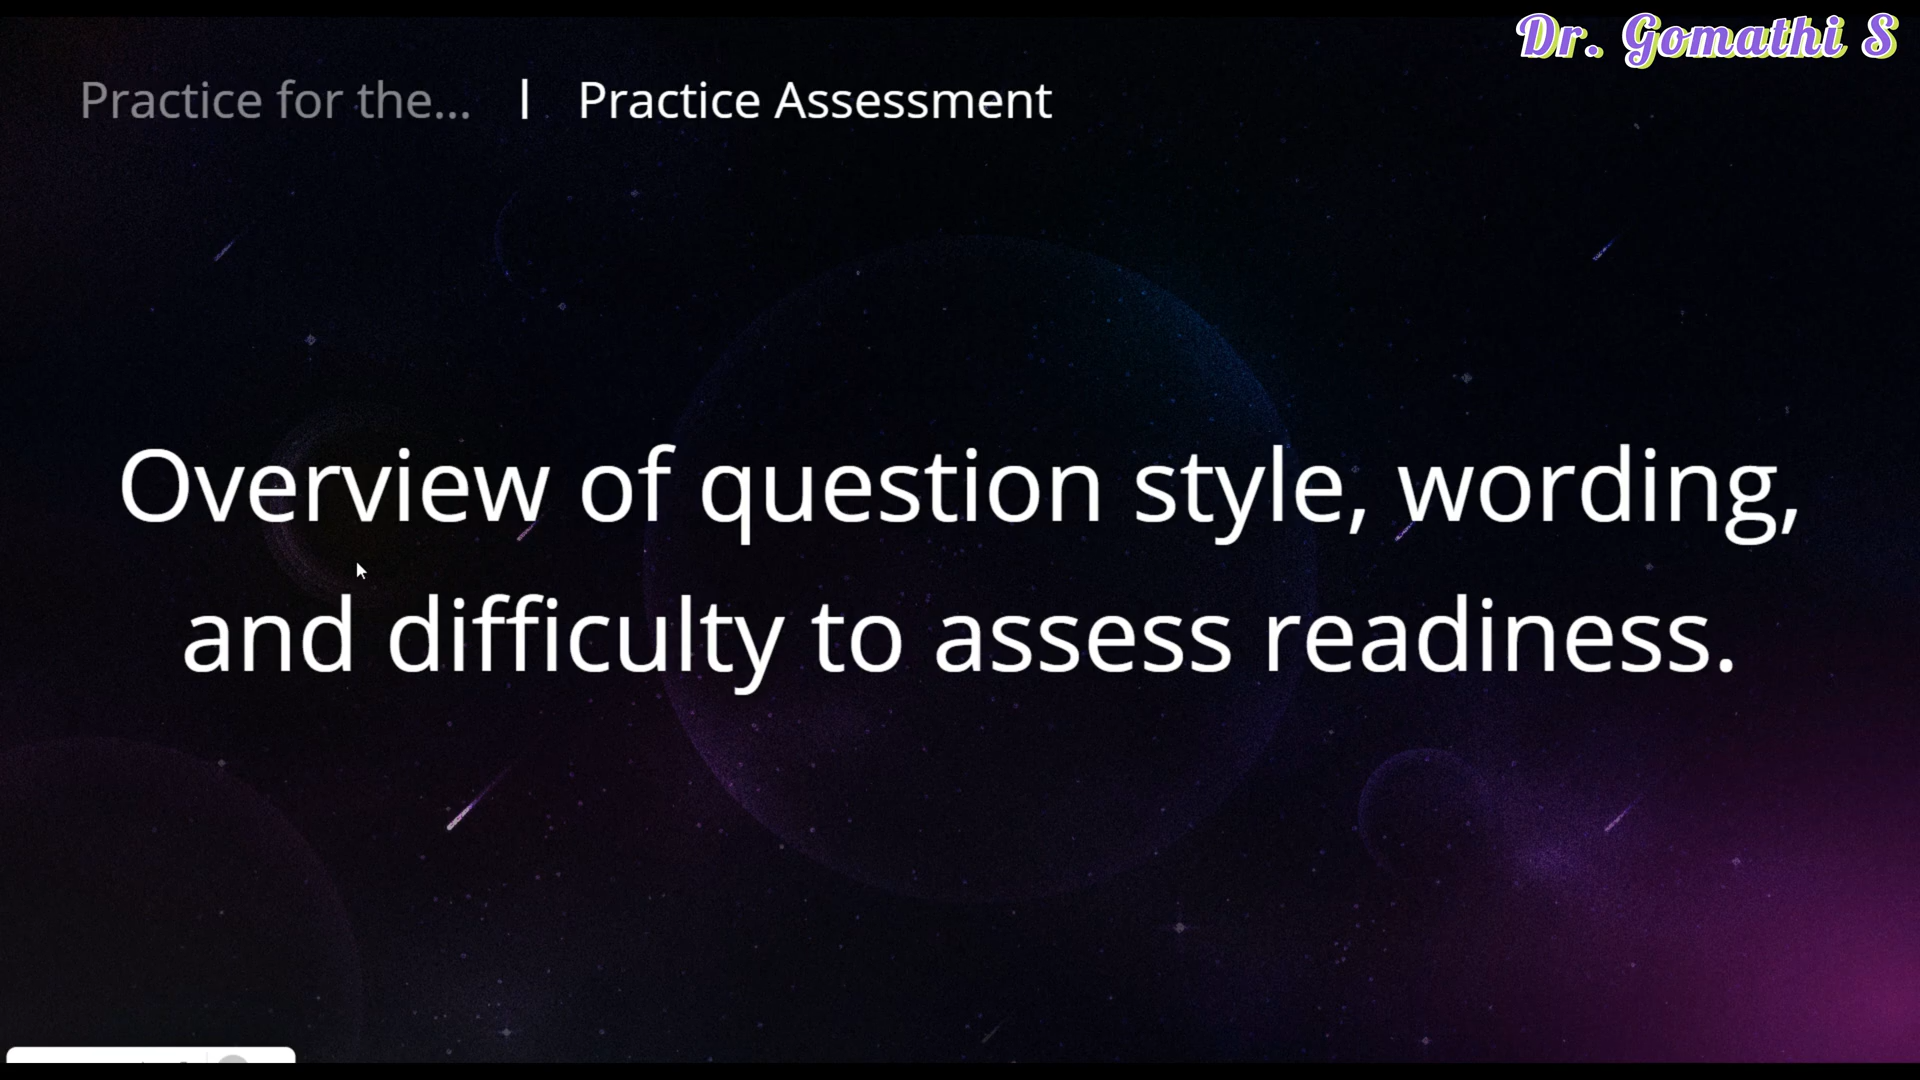 Dr. Gomathi S
Practice for the... | Practice Assessment
Overview of question style, wording,
and difficulty to assess readiness.